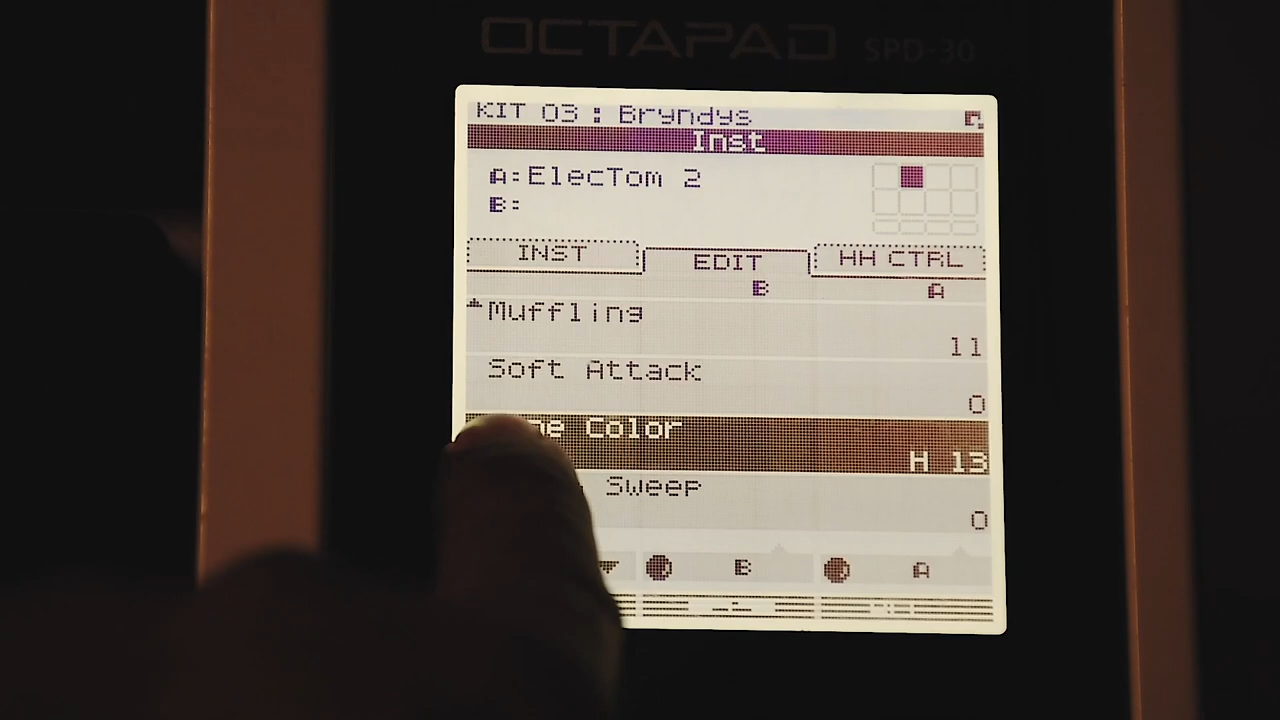 OCTAPAD SPD-30
KIT 03 : Bryndys
Inst
A:ElecTom 2
B:
INST EDIT HH CTRL
B A
Muffling
11
Soft Attack
0
Color
H 13
Sweep
0
B A